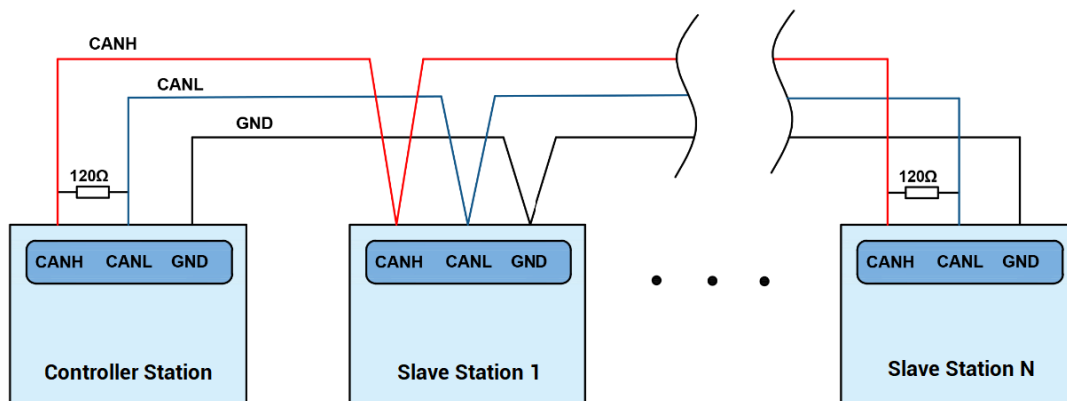 CANH
CANL
GND
120Ω
120Ω
CANH CANL GND
CANH CANL GND
CANH CANL GND
Controller Station
Slave Station 1
Slave Station N